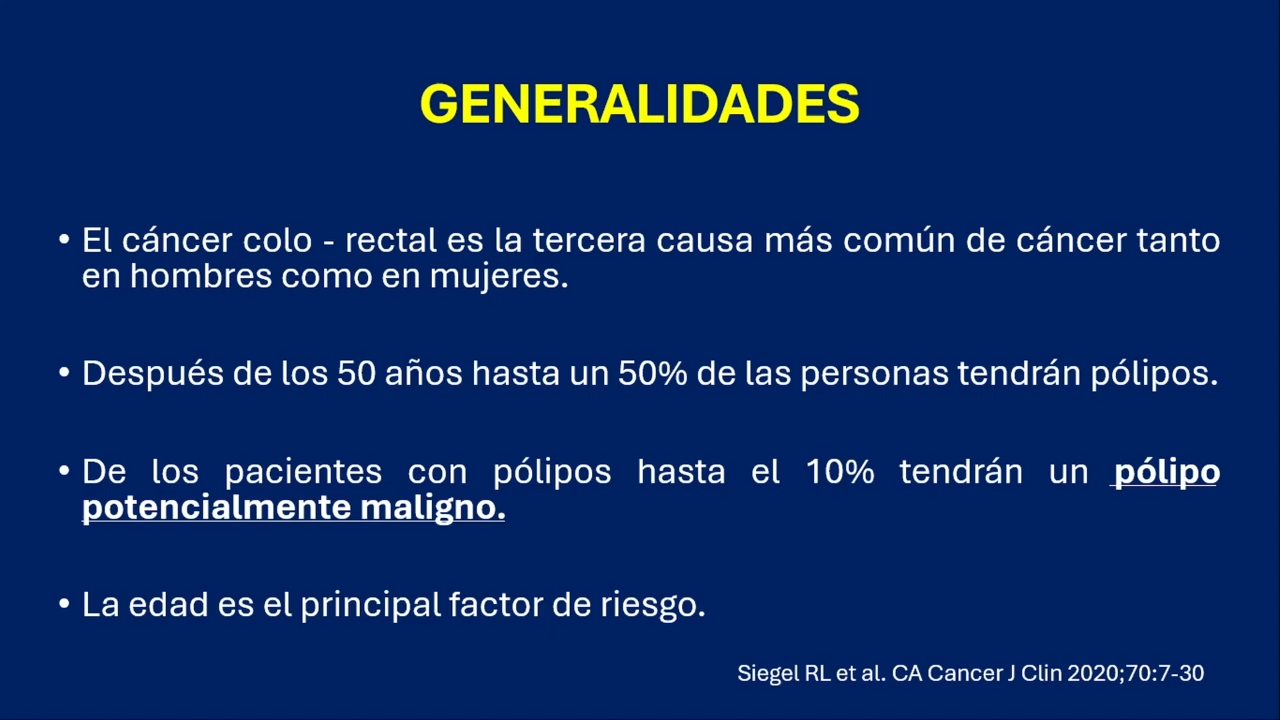 GENERALIDADES
• El cáncer colo - rectal es la tercera causa más común de cáncer tanto
en hombres como en mujeres.
• Después de los 50 años hasta un 50% de las personas tendrán pólipos.
• De los pacientes con pólipos hasta el 10% tendrán un pólipo
potencialmente maligno.
• La edad es el principal factor de riesgo.
Siegel RL et al. CA Cancer J Clin 2020;70:7-30